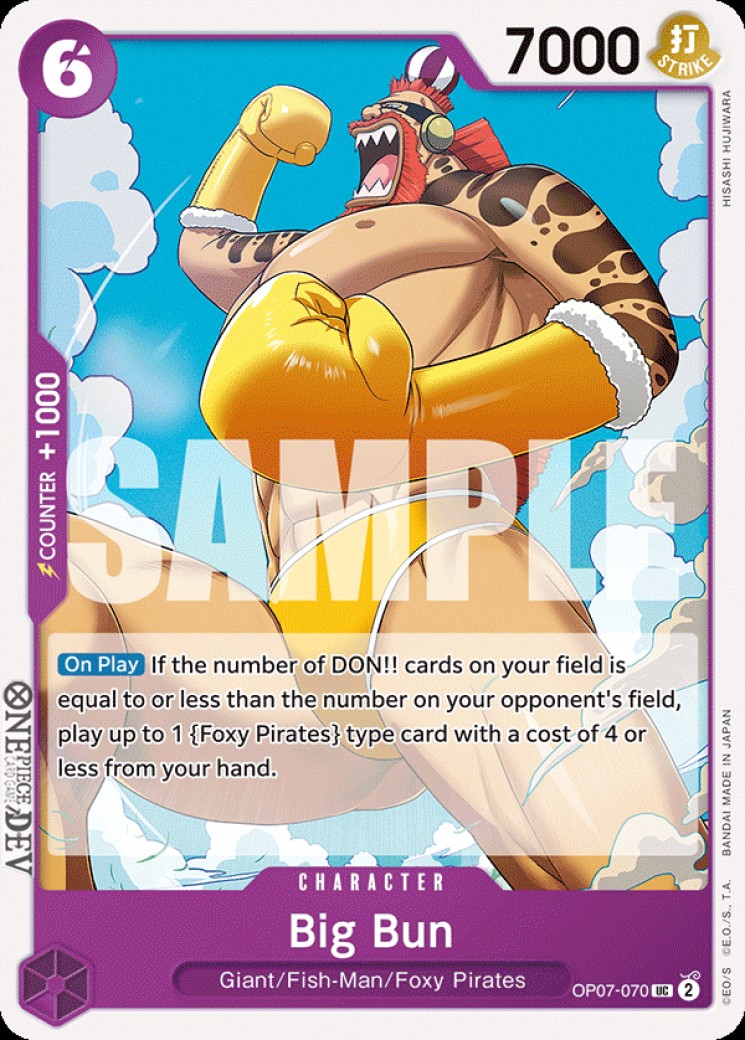 6
7000
打
STRIKE
HISASHI HUJIWARA
COUNTER +1000
SAMPLE
On Play If the number of DON!! cards on your field is
equal to or less than the number on your opponent's field,
play up to 1 {Foxy Pirates} type card with a cost of 4 or
less from your hand.
ONE PIECE
CARD GAME
/DEV
BANDAI MADE IN JAPAN
©EO/S ©E.O./S., T.A.
CHARACTER
Big Bun
Giant/Fish-Man/Foxy Pirates
OP07-070 UC 2